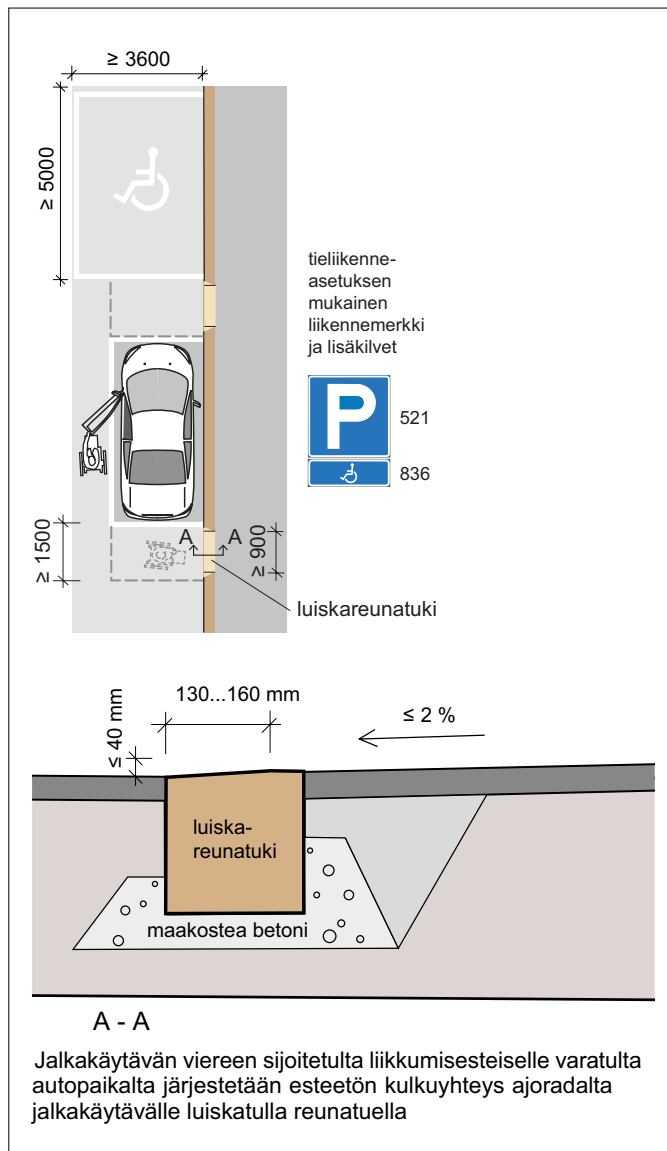 ≥ 3600
≥ 5000
tieliikenne-
asetuksen
mukainen
liikennemerkki
ja lisäkilvet
P
521
836
A A
≥ 1500
≥ 900
luiskareunatuki
130...160 mm
≤ 2 %
≤ 40 mm
luiska-
reunatuki
maakostea betoni
A - A
Jalkakäytävän viereen sijoitetulta liikkumisesteiselle varatulta
autopaikalta järjestetään esteetön kulkuyhteys ajoradalta
jalkakäytävälle luiskatulla reunatuella